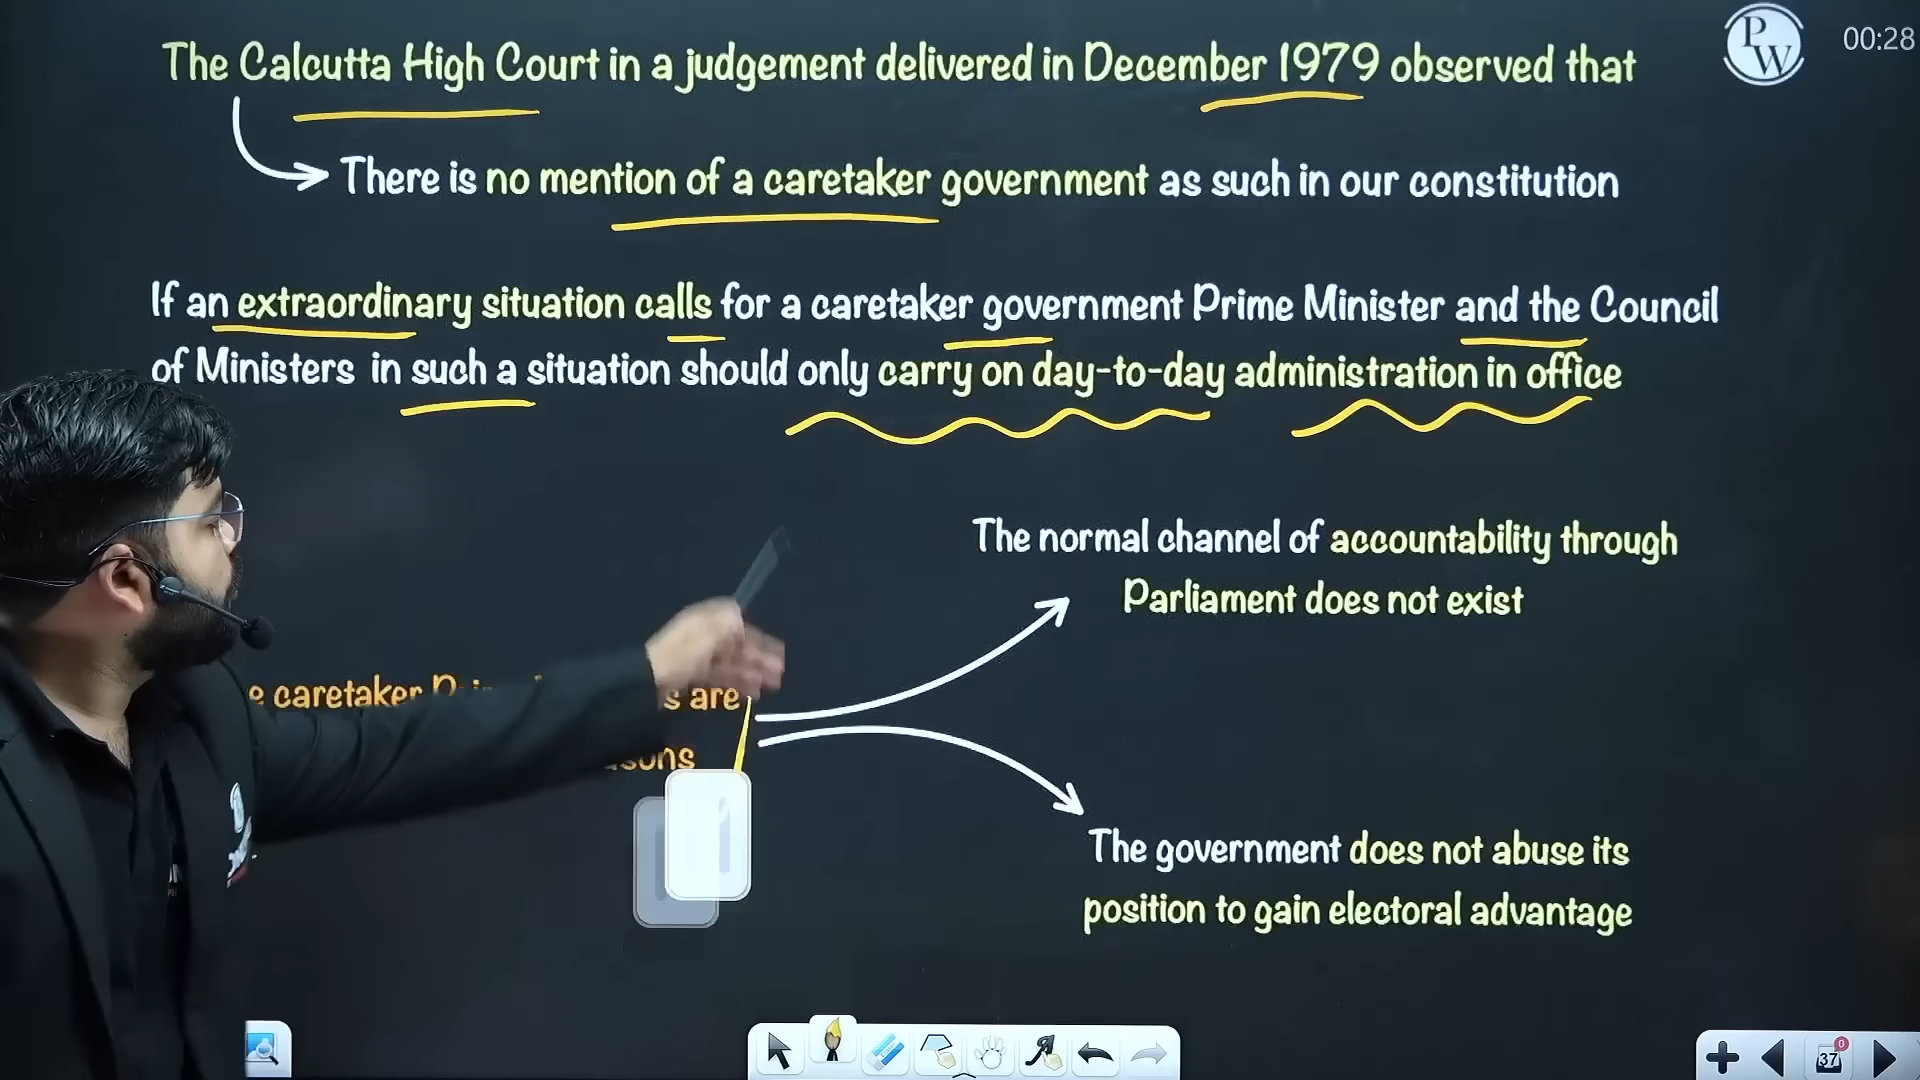 The Calcutta High Court in a judgement delivered in December 1979 observed that
PW
00:28
There is no mention of a caretaker government as such in our constitution
If an extraordinary situation calls for a caretaker government Prime Minister and the Council
of Ministers in such a situation should only carry on day-to-day administration in office
The normal channel of accountability through
Parliament does not exist
caretaker are
The government does not abuse its
position to gain electoral advantage
37
0